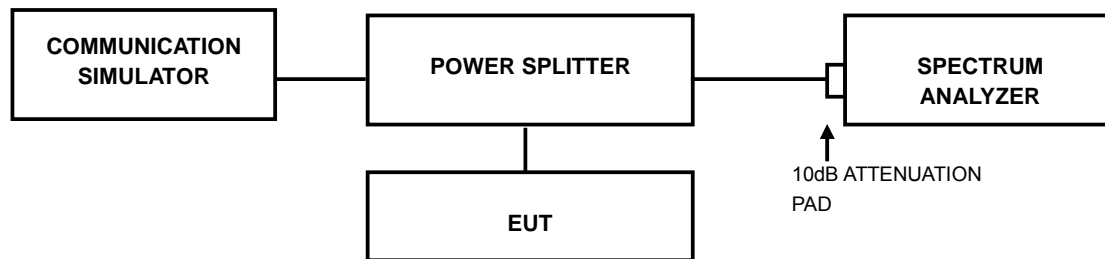 COMMUNICATION
SIMULATOR
POWER SPLITTER
SPECTRUM
ANALYZER
10dB ATTENUATION
PAD
EUT